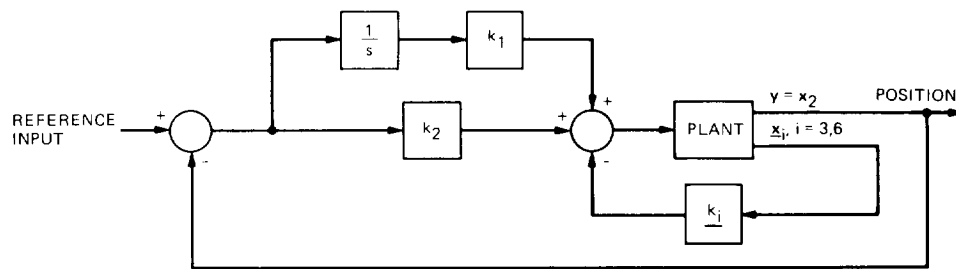 1
s
k1
+
+
y = x2
POSITION
REFERENCE
INPUT
+
k2
+
PLANT
xi, i = 3,6
-
-
ki